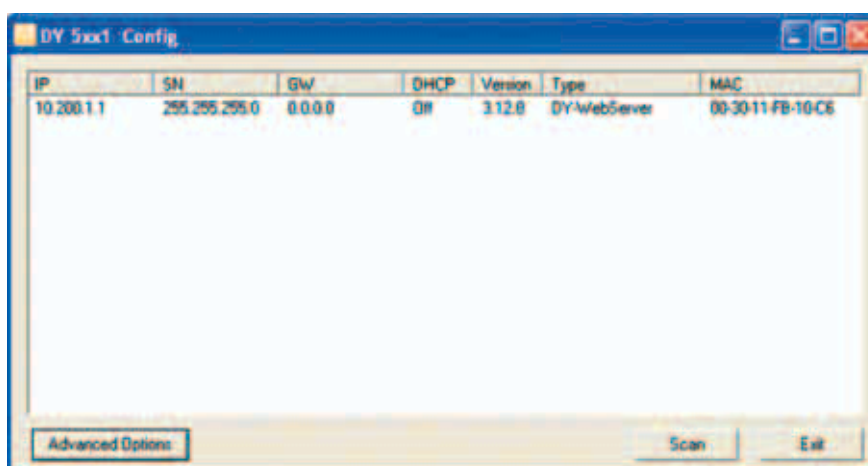 DY 5xx1 Config
IP SN GW DHCP Version Type MAC
10.200.1.1 255.255.255.0 0.0.0.0 Off 3.12.8 DY-WebServer 00-30-11-FB-10-C6
Advanced Options Scan Exit